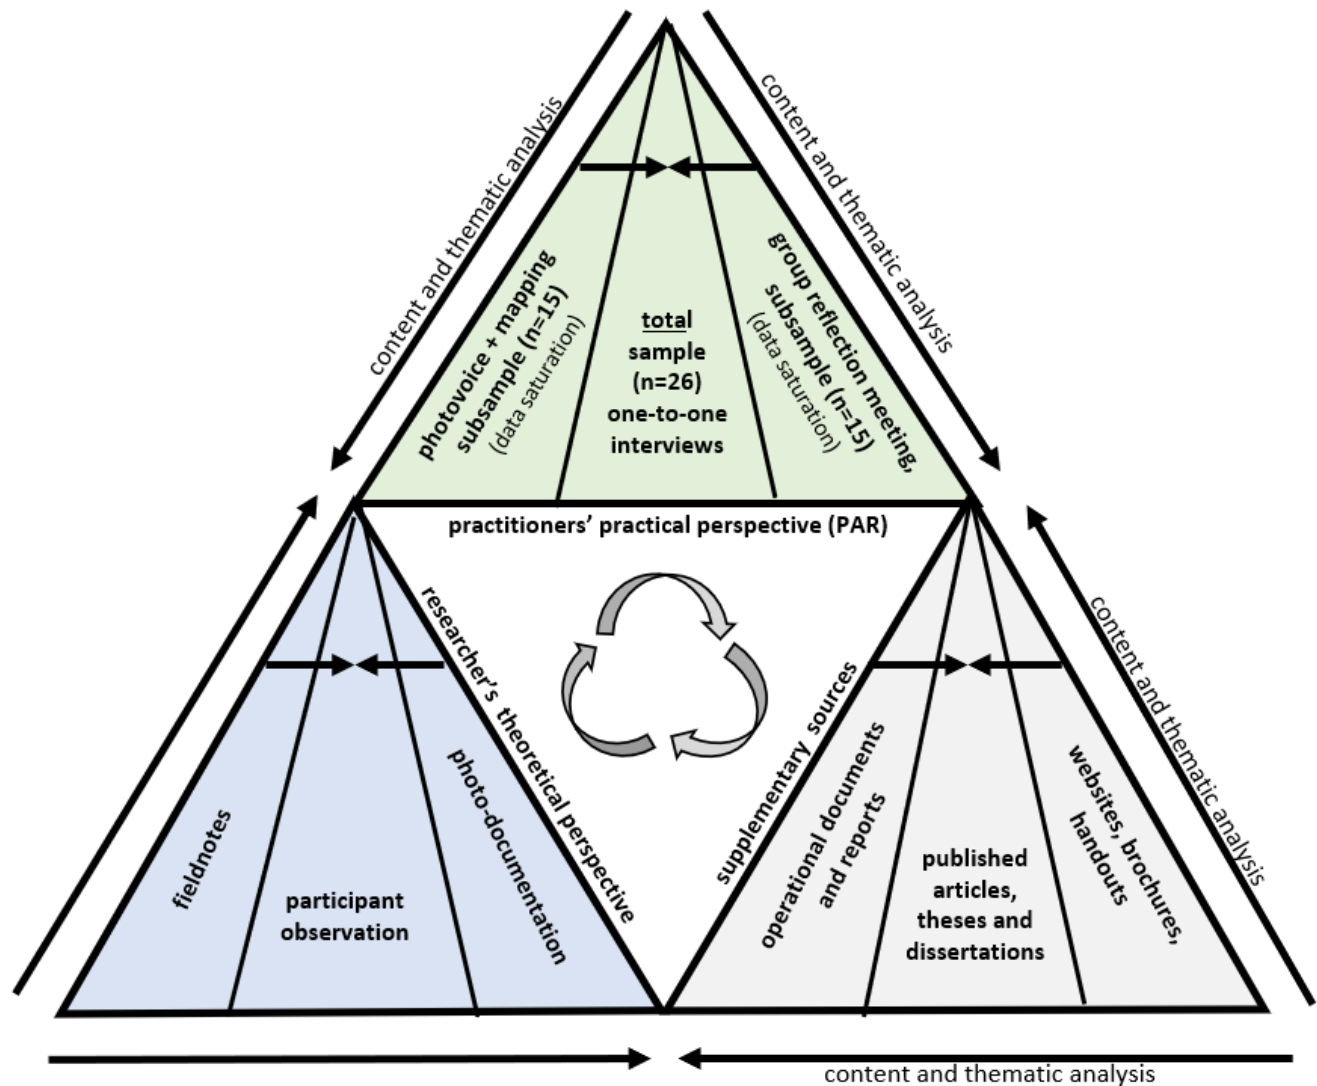 content and thematic analysis
content and thematic analysis
photovoice + mapping
subsample (n=15)
(data saturation)
total
sample
(n=26)
one-to-one
interviews
group reflection meeting,
subsample (n=15)
(data saturation)
practitioners’ practical perspective (PAR)
researcher’s theoretical perspective
supplementary sources
content and thematic analysis
fieldnotes
participant
observation
photo-documentation
operational documents
and reports
published
articles,
theses and
dissertations
websites, brochures,
handouts
content and thematic analysis